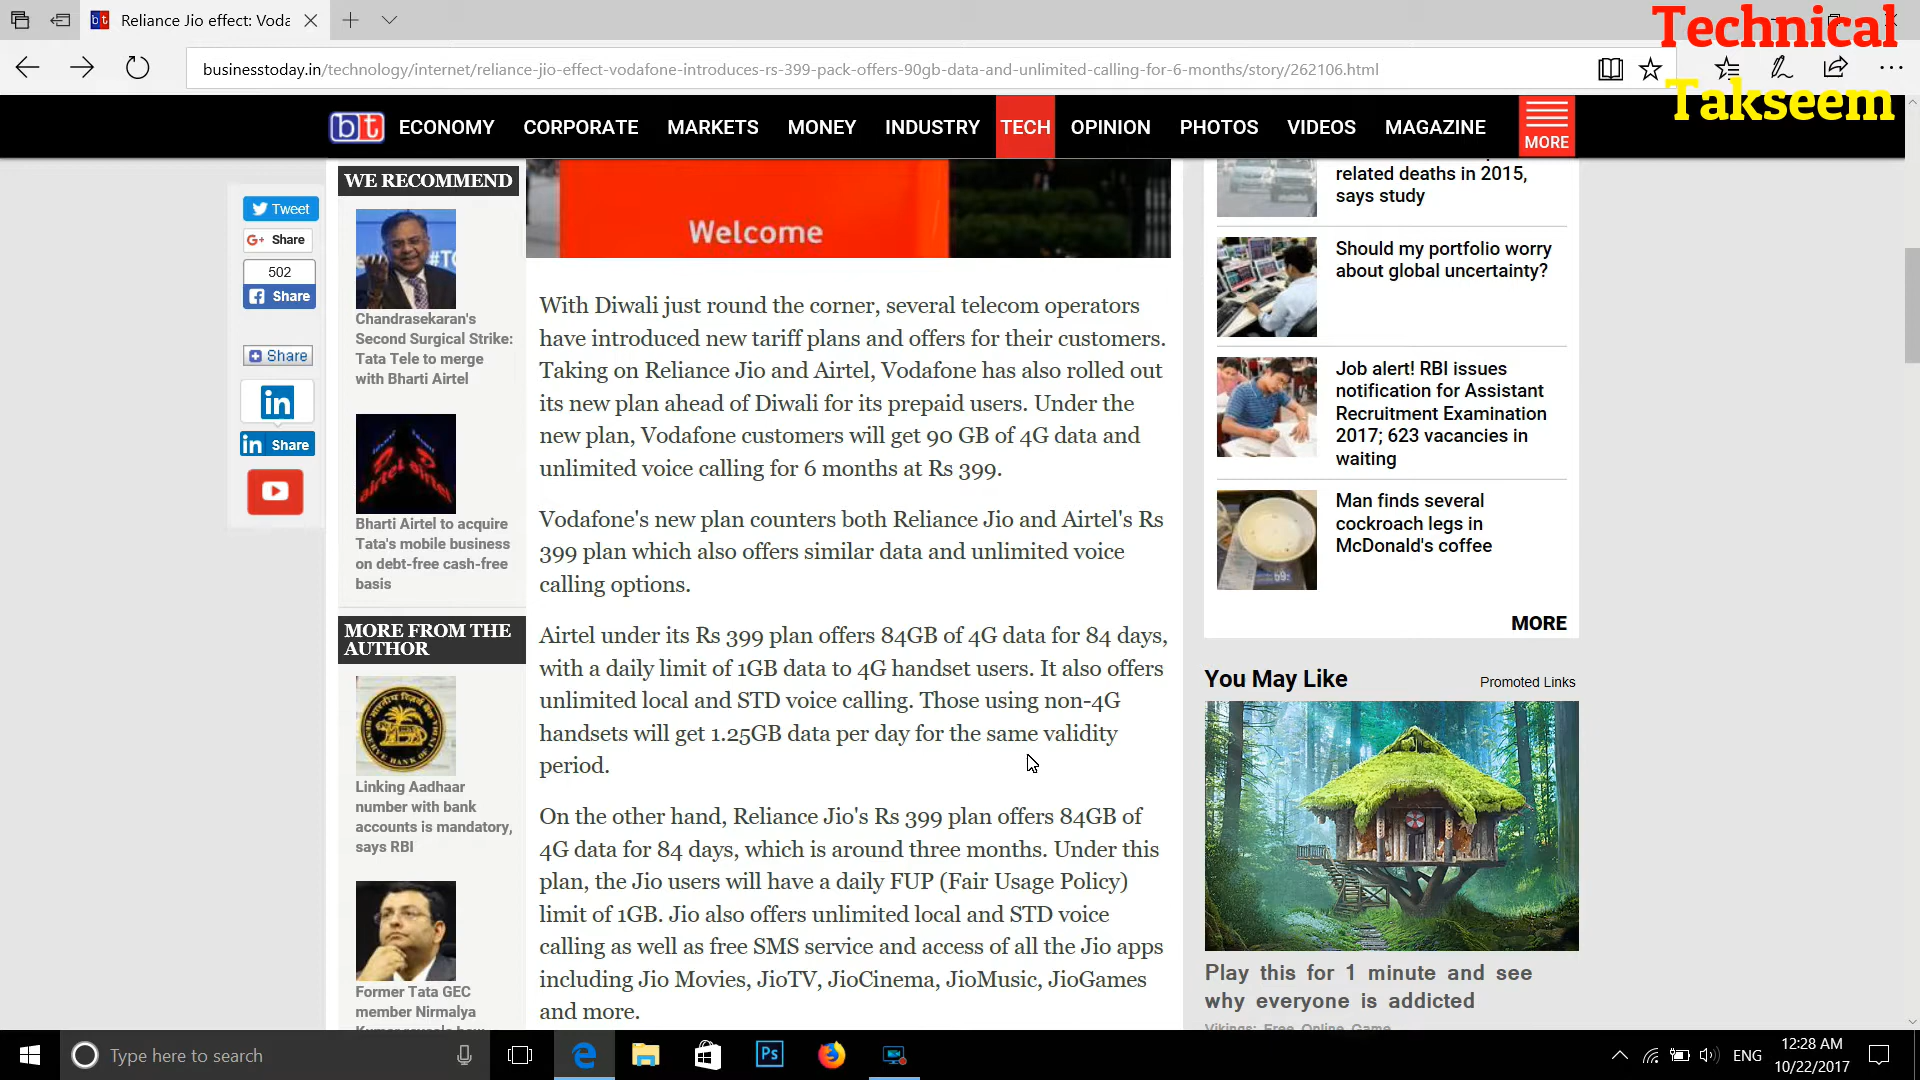 Reliance Jio effect: Voda
businesstoday.in/technology/internet/reliance-jio-effect-vodafone-introduces-rs-399-pack-offers-90gb-data-and-unlimited-calling-for-6-months/story/262106.html
Technical
Takseem
bt ECONOMY CORPORATE MARKETS MONEY INDUSTRY TECH OPINION PHOTOS VIDEOS MAGAZINE MORE
Tweet
G+ Share
502
Share
Share
in
in Share
WE RECOMMEND
Chandrasekaran's
Second Surgical Strike:
Tata Tele to merge
with Bharti Airtel
Bharti Airtel to acquire
Tata's mobile business
on debt-free cash-free
basis
MORE FROM THE
AUTHOR
Linking Aadhaar
number with bank
accounts is mandatory,
says RBI
Former Tata GEC
member Nirmalya
Welcome
With Diwali just round the corner, several telecom operators
have introduced new tariff plans and offers for their customers.
Taking on Reliance Jio and Airtel, Vodafone has also rolled out
its new plan ahead of Diwali for its prepaid users. Under the
new plan, Vodafone customers will get 90 GB of 4G data and
unlimited voice calling for 6 months at Rs 399.
Vodafone's new plan counters both Reliance Jio and Airtel's Rs
399 plan which also offers similar data and unlimited voice
calling options.
Airtel under its Rs 399 plan offers 84GB of 4G data for 84 days,
with a daily limit of 1GB data to 4G handset users. It also offers
unlimited local and STD voice calling. Those using non-4G
handsets will get 1.25GB data per day for the same validity
period.
On the other hand, Reliance Jio's Rs 399 plan offers 84GB of
4G data for 84 days, which is around three months. Under this
plan, the Jio users will have a daily FUP (Fair Usage Policy)
limit of 1GB. Jio also offers unlimited local and STD voice
calling as well as free SMS service and access of all the Jio apps
including Jio Movies, JioTV, JioCinema, JioMusic, JioGames
and more.
related deaths in 2015,
says study
Should my portfolio worry
about global uncertainty?
Job alert! RBI issues
notification for Assistant
Recruitment Examination
2017; 623 vacancies in
waiting
Man finds several
cockroach legs in
McDonald's coffee
MORE
You May Like
Promoted Links
Play this for 1 minute and see
why everyone is addicted
Vikings: Free Online Game
Type here to search
Ps
ENG
12:28 AM
10/22/2017